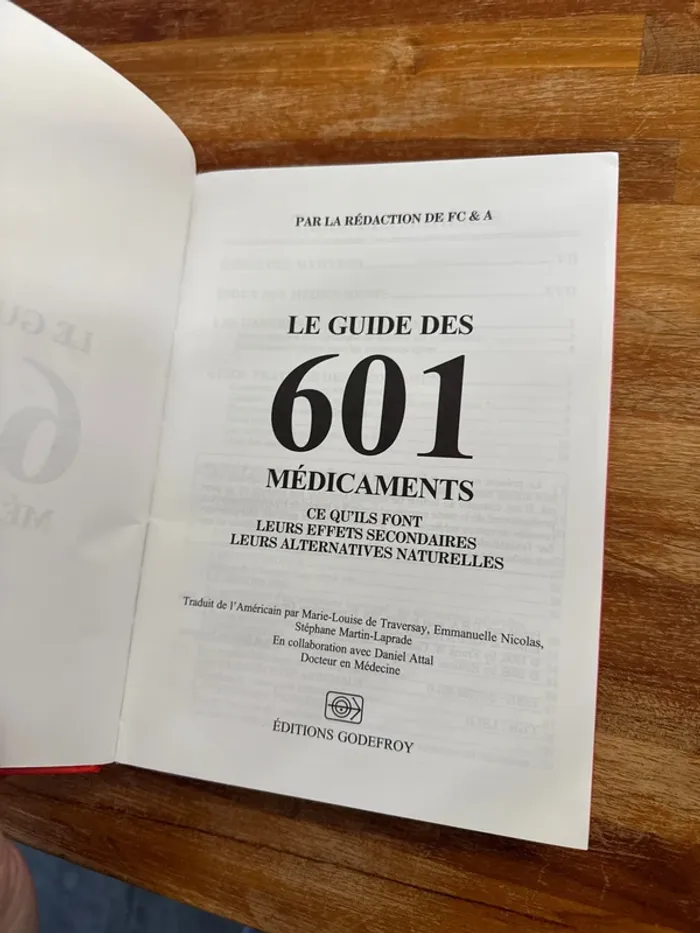 PAR LA RÉDACTION DE FC & A
LE GUIDE DES
601
MÉDICAMENTS
CE QU'ILS FONT
LEURS EFFETS SECONDAIRES
LEURS ALTERNATIVES NATURELLES
Traduit de l'Américain par Marie-Louise de Traversay, Emmanuelle Nicolas,
Stéphane Martin-Laprade
En collaboration avec Daniel Attal
Docteur en Médecine
ÉDITIONS GODEFROY